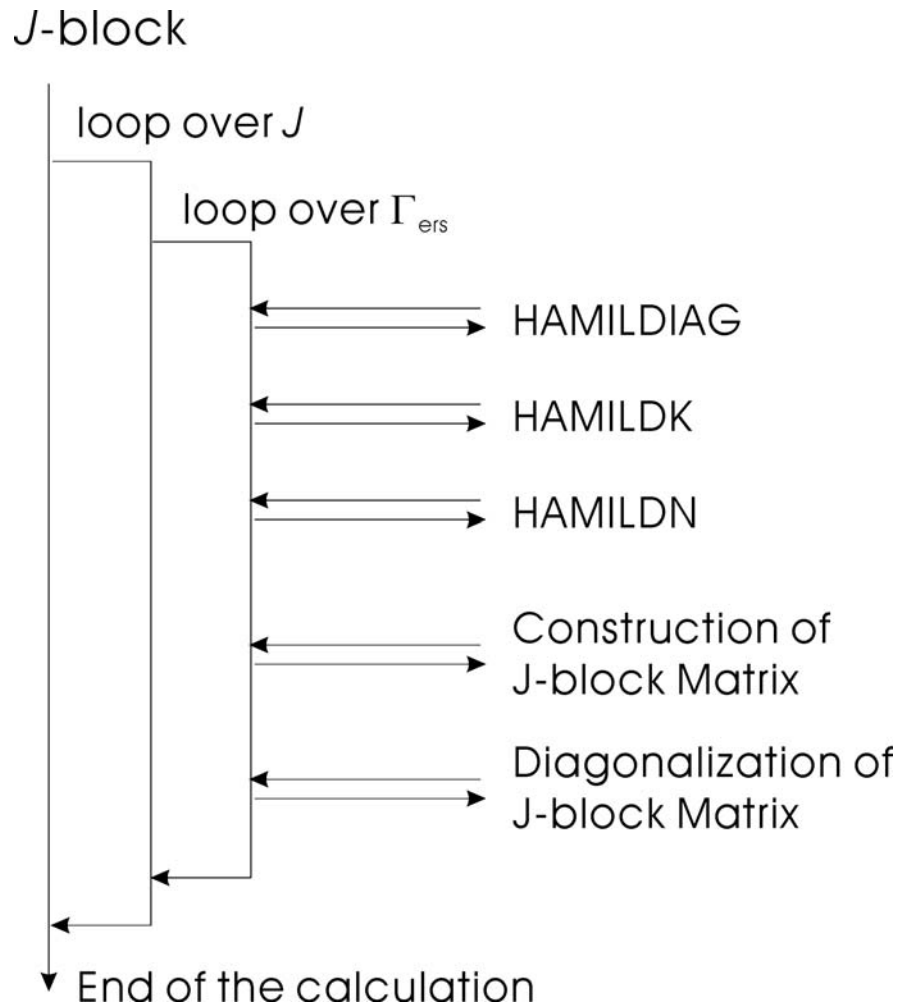 J-block
loop over J
loop over Γers
HAMILDIAG
HAMILDK
HAMILDN
Construction of
J-block Matrix
Diagonalization of
J-block Matrix
End of the calculation